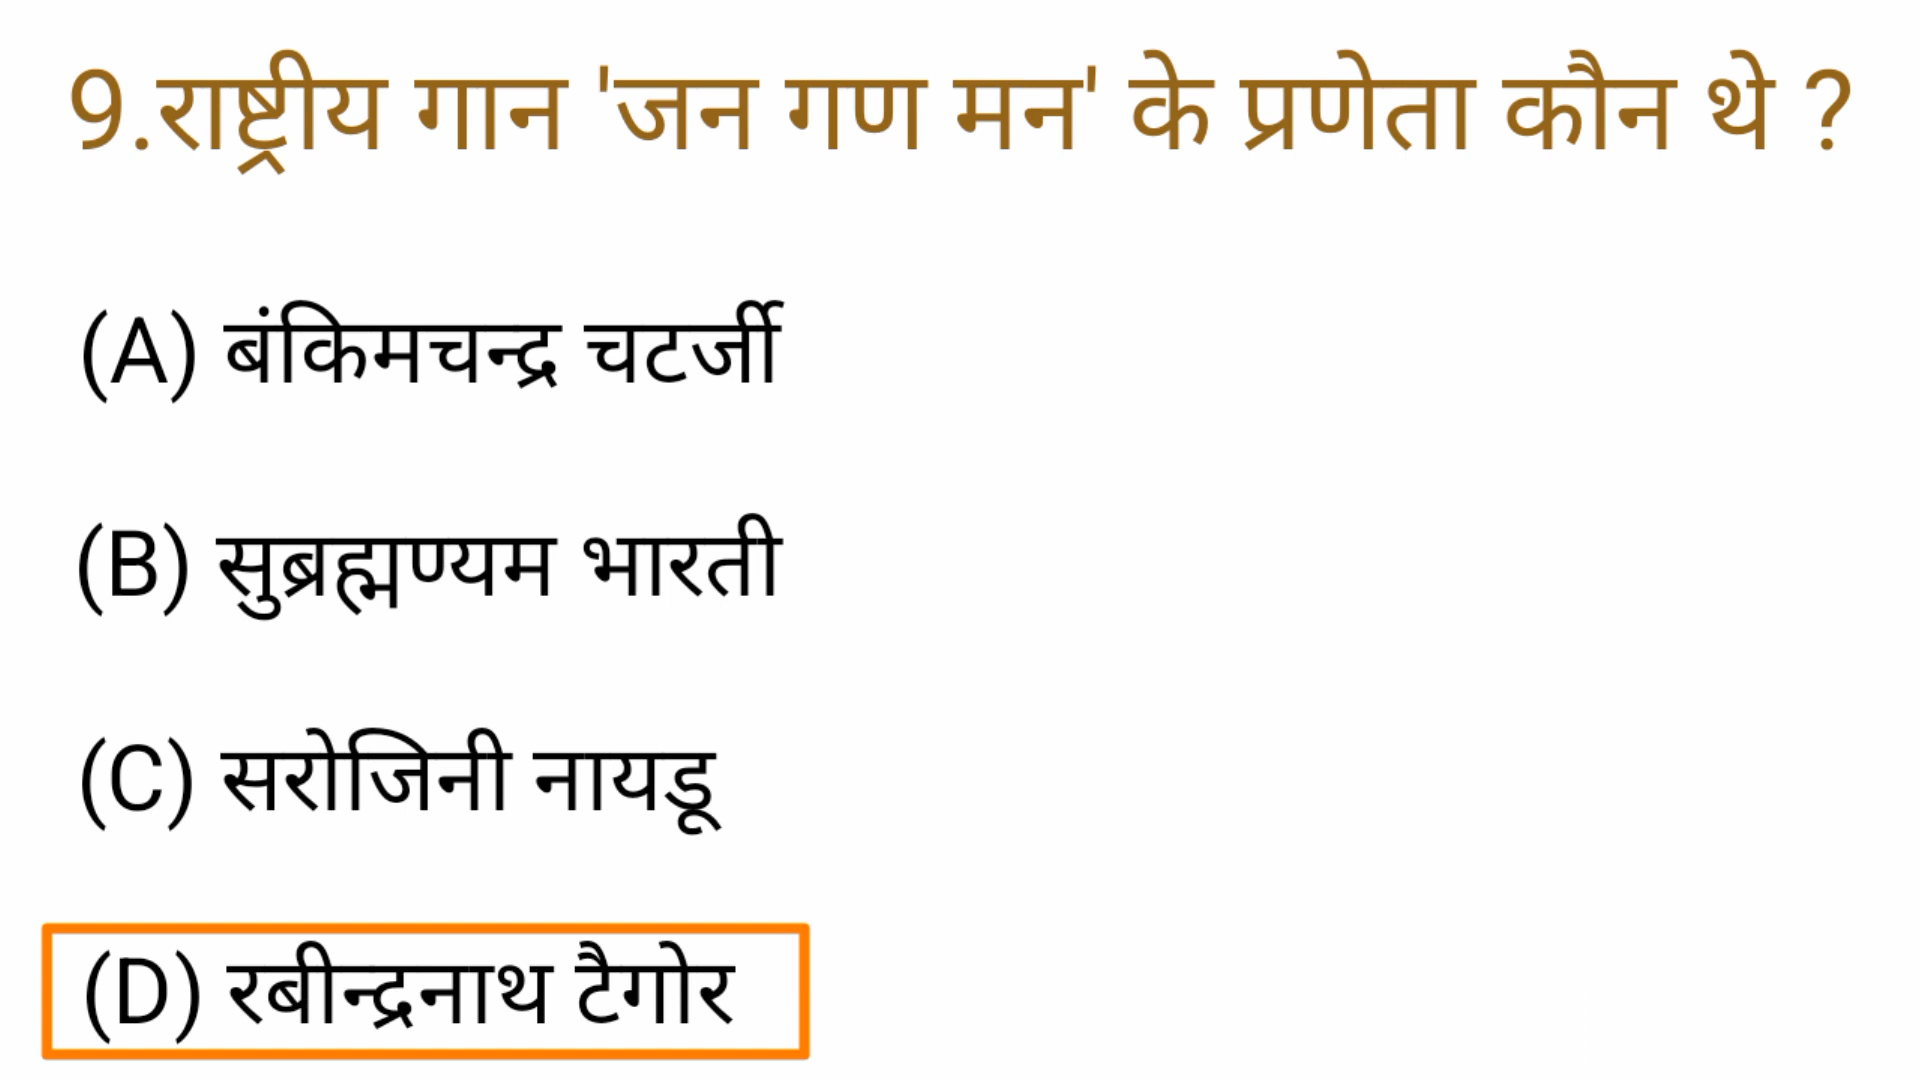 9.राष्ट्रीय गान 'जन गण मन' के प्रणेता कौन थे ?
(A) बंकिमचन्द्र चटर्जी
(B) सुब्रह्मण्यम भारती
(C) सरोजिनी नायडू
(D) रबीन्द्रनाथ टैगोर